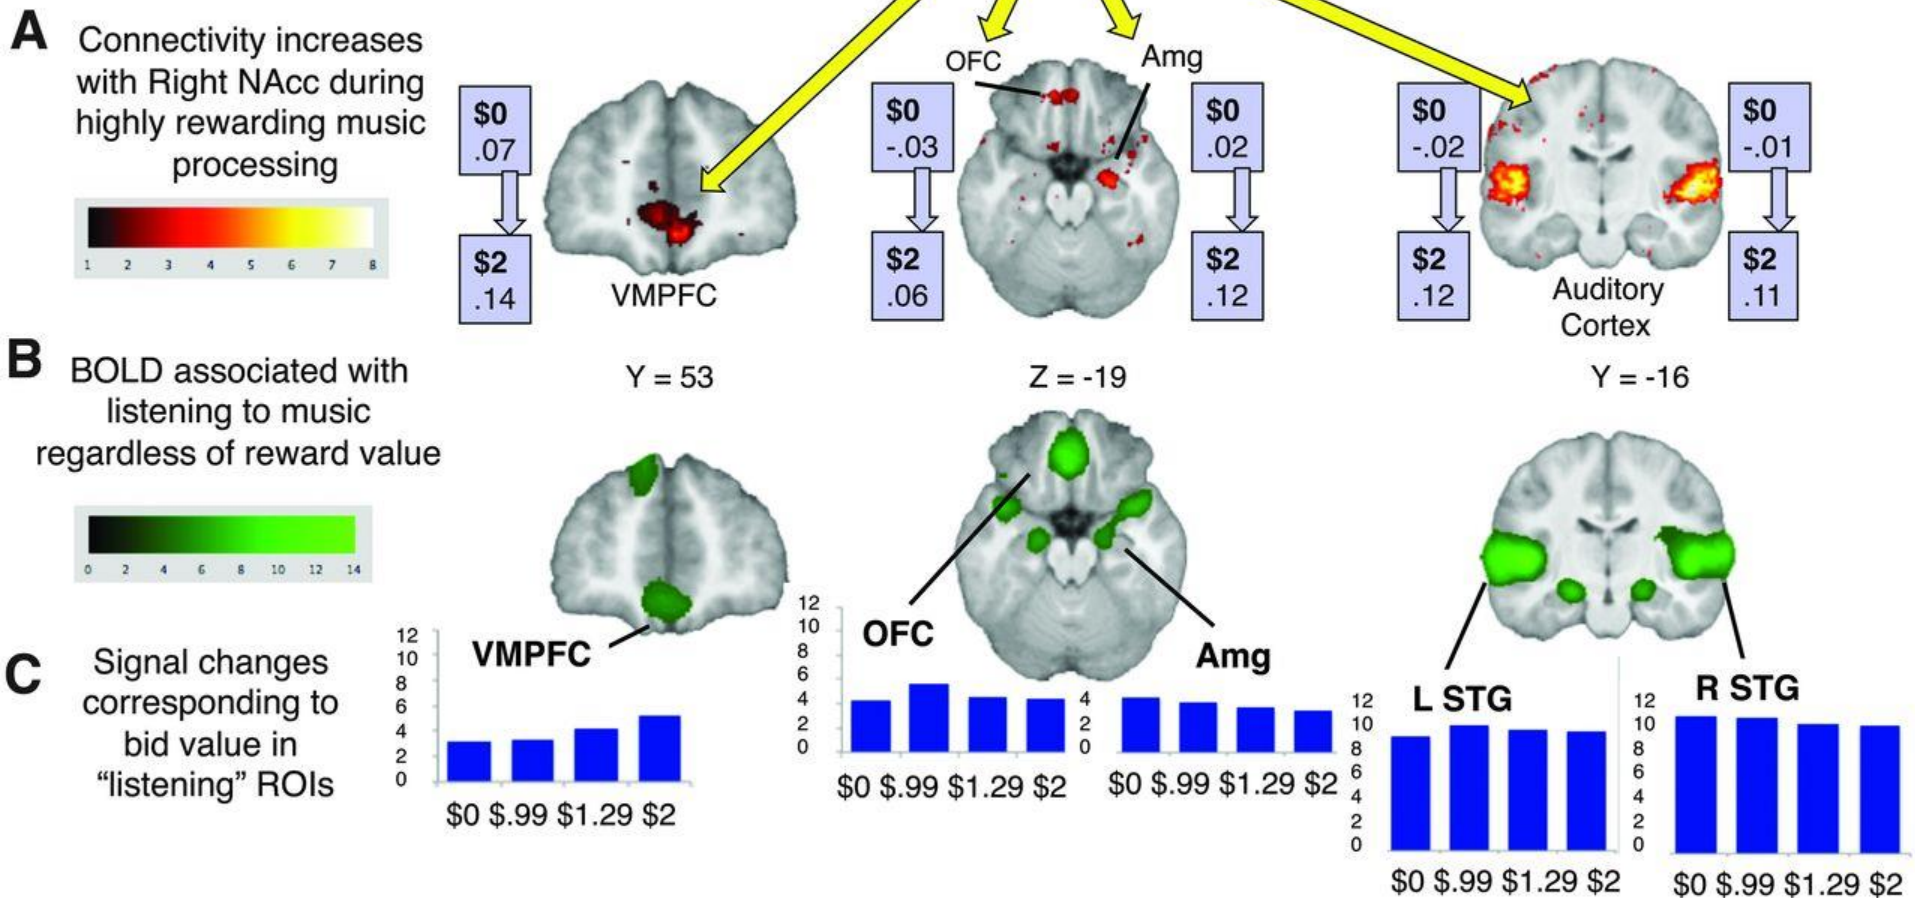 A
Connectivity increases
with Right NAcc during
highly rewarding music
processing
1 2 3 4 5 6 7 8
$0
.07
$2
.14
VMPFC
OFC
Amg
$0
-.03
$2
.06
$0
.02
$2
.12
$0
-.02
$2
.12
$0
-.01
$2
.11
Auditory
Cortex
B
BOLD associated with
listening to music
regardless of reward value
0 2 4 6 8 10 12 14
Y = 53
Z = -19
Y = -16
C
Signal changes
corresponding to
bid value in
“listening” ROIs
VMPFC
12
10
8
6
4
2
0
$0 $.99 $1.29 $2
OFC
12
10
8
6
4
2
0
$0 $.99 $1.29 $2
Amg
4
2
0
$0 $.99 $1.29 $2
L STG
12
10
8
6
4
2
0
$0 $.99 $1.29 $2
R STG
12
10
8
6
4
2
0
$0 $.99 $1.29 $2